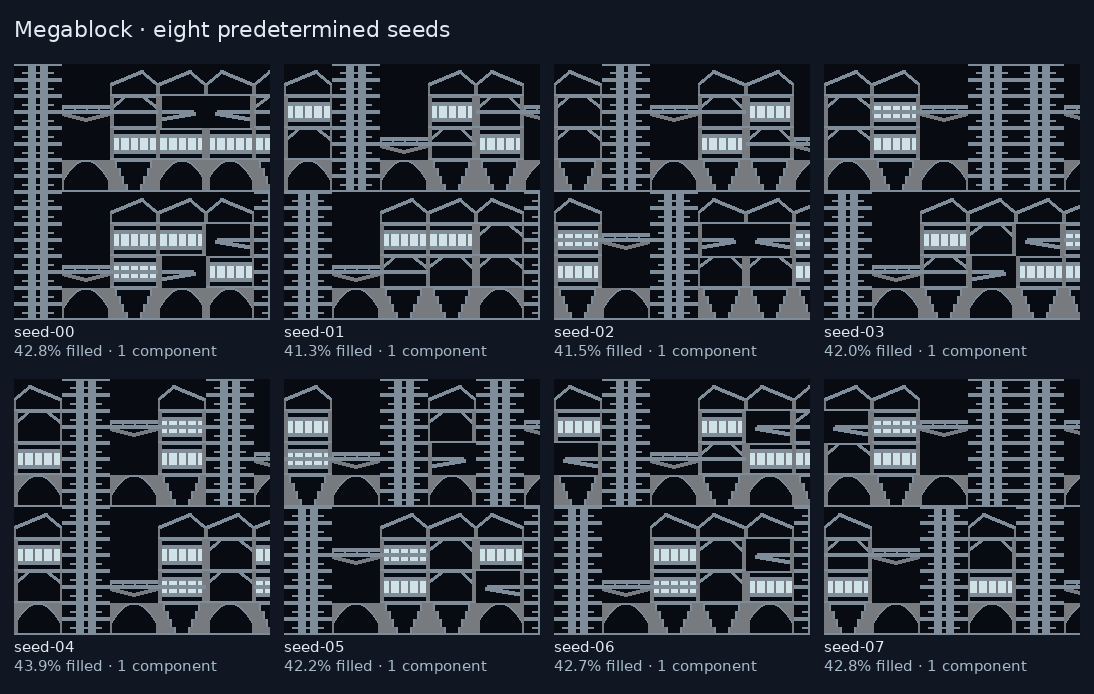 Megablock · eight predetermined seeds
seed-00
42.8% filled · 1 component
seed-01
41.3% filled · 1 component
seed-02
41.5% filled · 1 component
seed-03
42.0% filled · 1 component
seed-04
43.9% filled · 1 component
seed-05
42.2% filled · 1 component
seed-06
42.7% filled · 1 component
seed-07
42.8% filled · 1 component